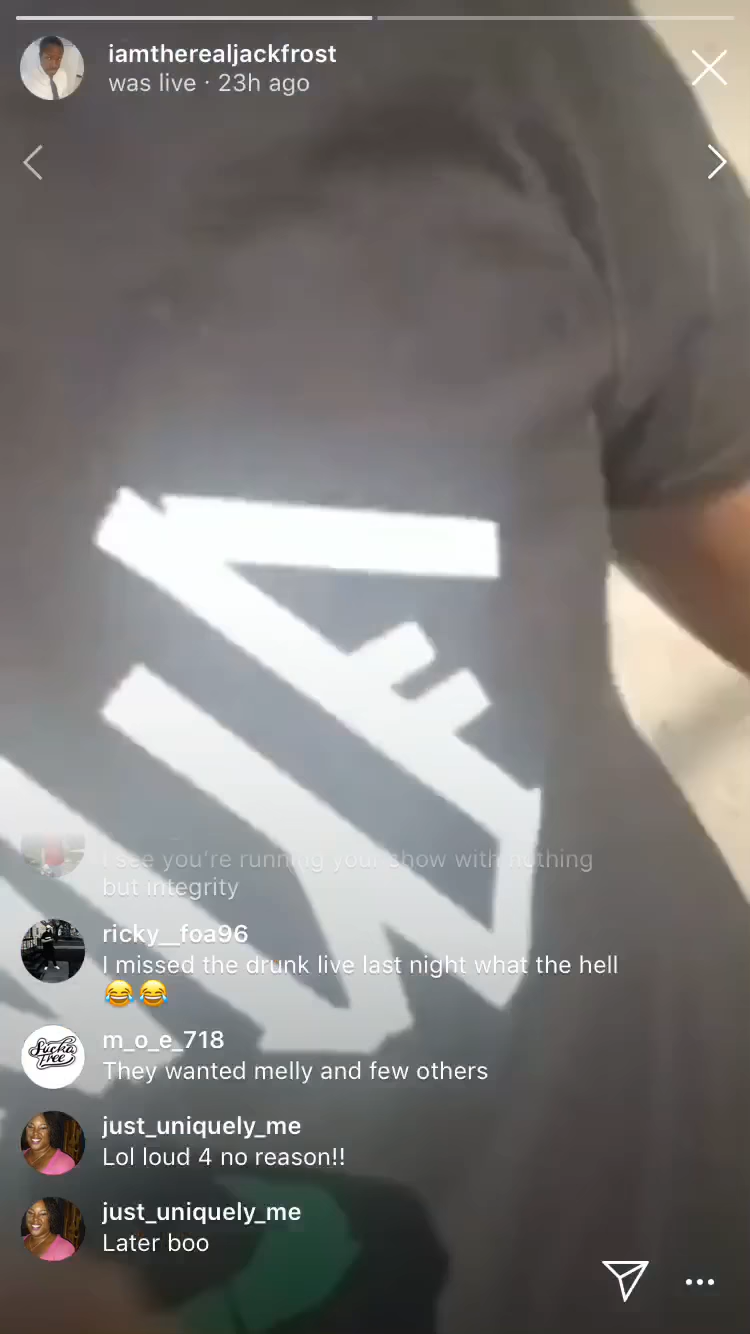 iamtherealjackfrost
was live · 23h ago
I see you're running your show with nothing
but integrity
ricky__foa96
I missed the drunk live last night what the hell
😂😂
m_o_e_718
Sucka
Free
They wanted melly and few others
just_uniquely_me
Lol loud 4 no reason!!
just_uniquely_me
Later boo